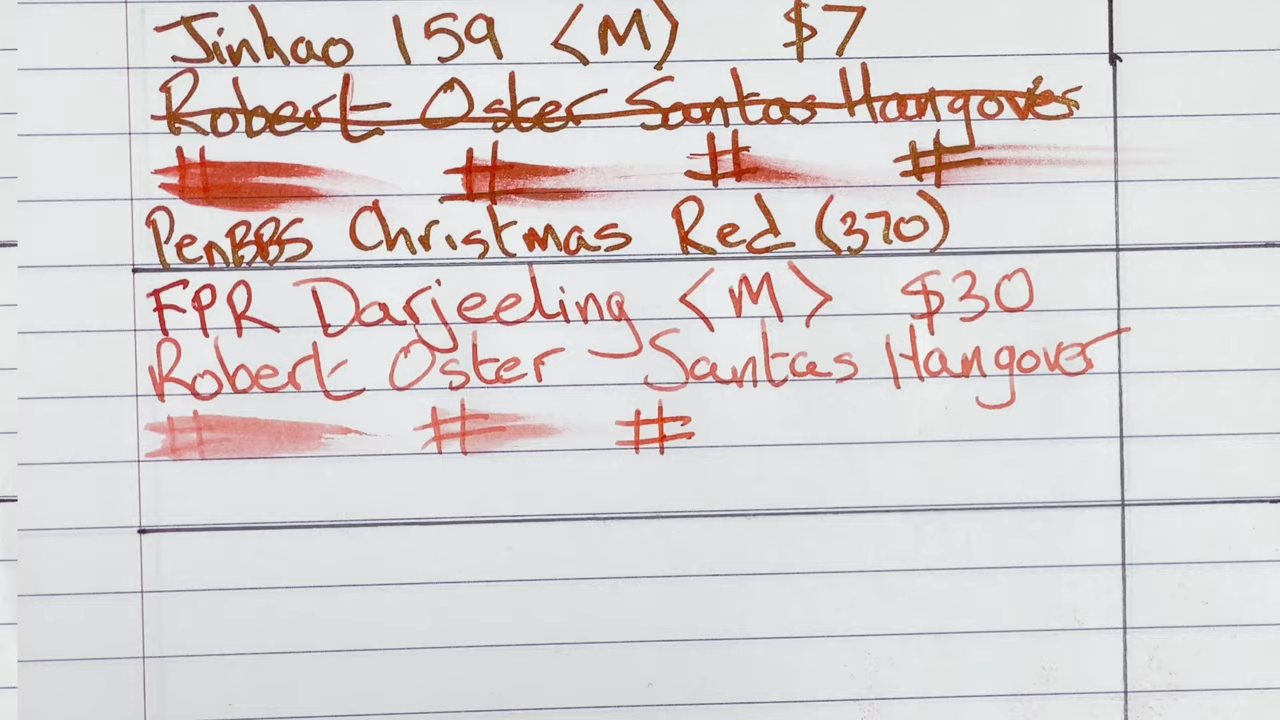 Jinhao 159 <M> $7
Robert Oster Santas Hangover
# # # #
PenBBS Christmas Red (370)
FPR Darjeeling <M> $30
Robert Oster Santas Hangover
# # #